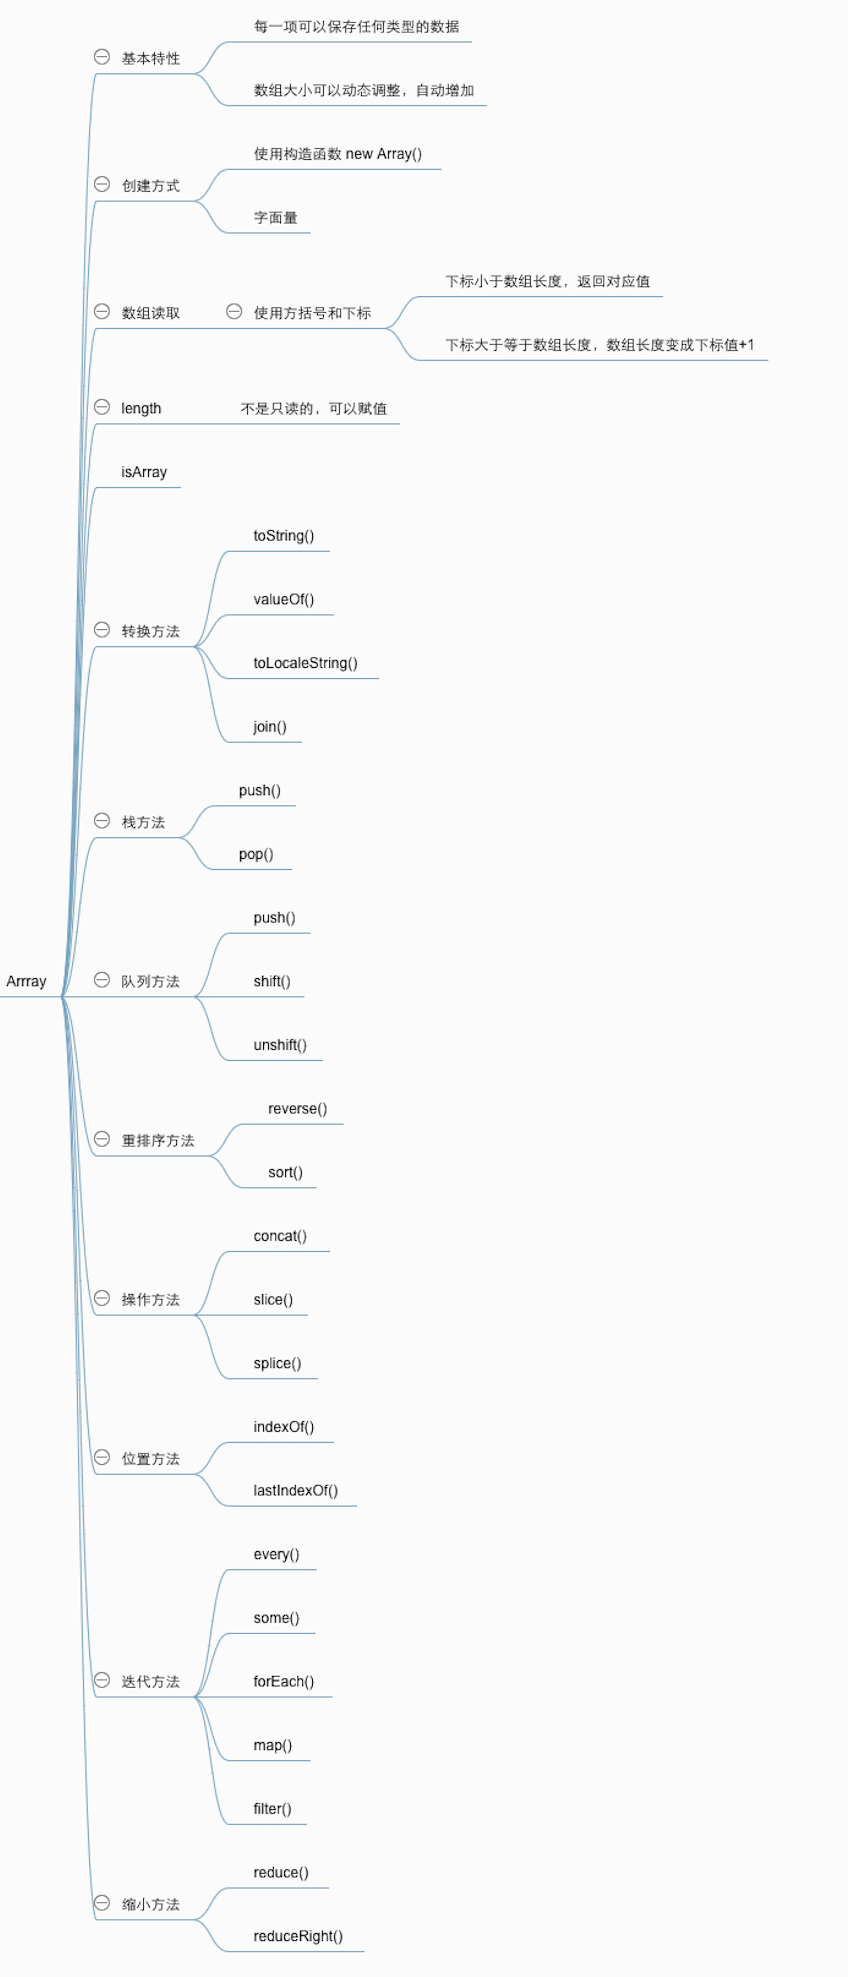 每一项可以保存任何类型的数据
基本特性
数组大小可以动态调整，自动增加
使用构造函数 new Array()
创建方式
字面量
下标小于数组长度，返回对应值
数组读取
使用方括号和下标
下标大于等于数组长度，数组长度变成下标值+1
length
不是只读的，可以赋值
isArray
toString()
valueOf()
转换方法
toLocaleString()
join()
push()
栈方法
pop()
push()
Arrray
队列方法
shift()
unshift()
reverse()
重排序方法
sort()
concat()
操作方法
slice()
splice()
indexOf()
位置方法
lastIndexOf()
every()
some()
迭代方法
forEach()
map()
filter()
reduce()
缩小方法
reduceRight()